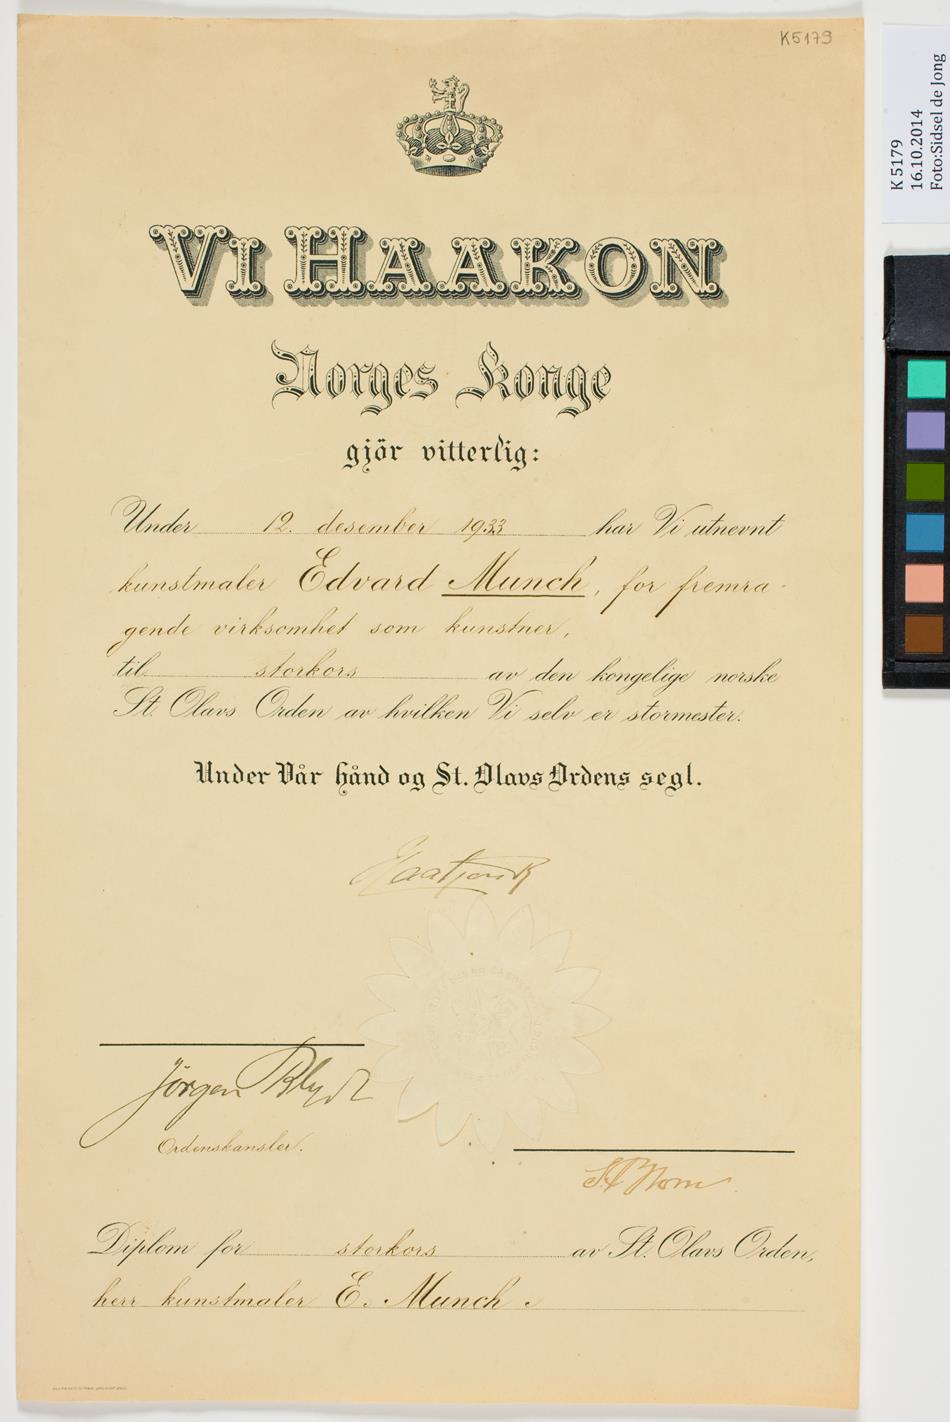 K5179
K 5179
16.10.2014
Foto:Sidsel de Jong
VI HAAKON
Norges Konge
gjör vitterlig:
Under 12. desember 1933 har Vi utnevnt
kunstmaler Edvard Munch, for fremra-
gende virksomhet som kunstner,
til storkors av den kongelige norske
St. Olavs Orden av hvilken Vi selv er stormester.
Under Vår hånd og St. Olavs Ordens segl.
Haakon R
Jörgen
Ordenskansler.
Diplom for storkors av St. Olavs Orden,
herr kunstmaler E. Munch.